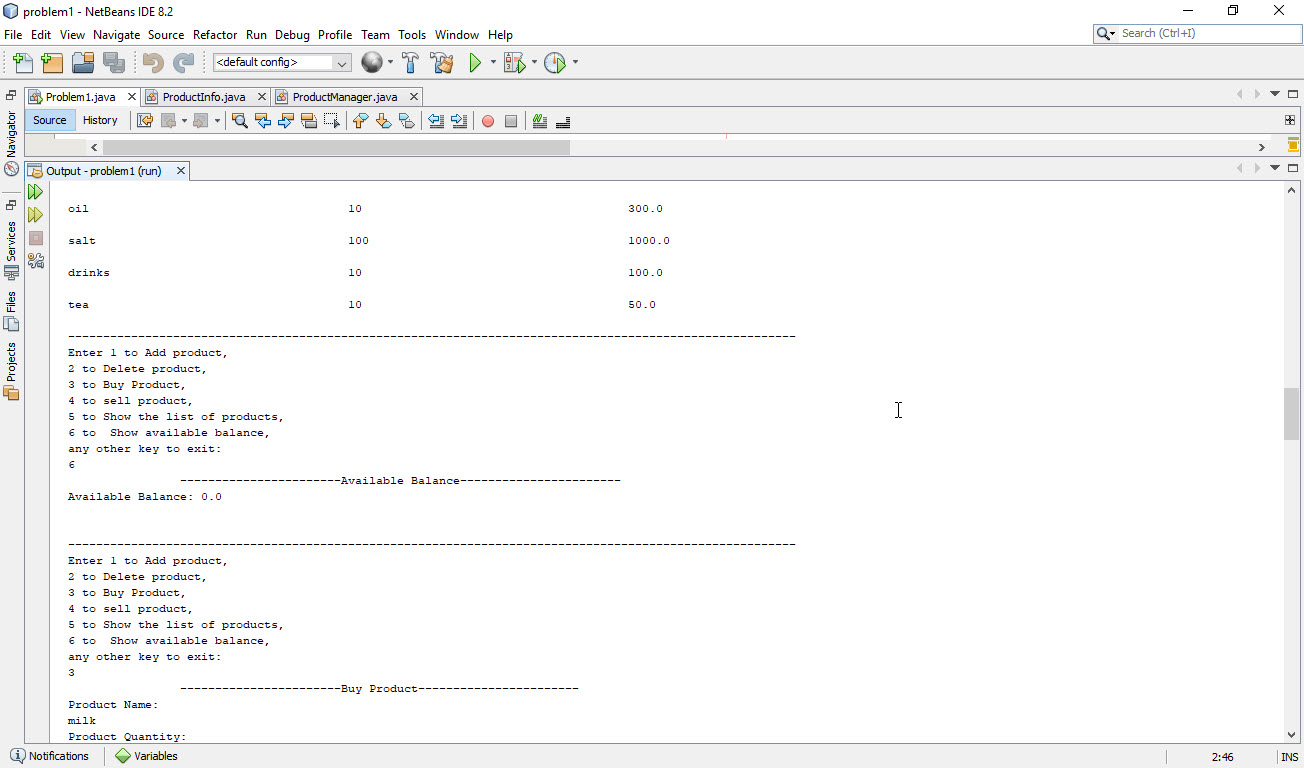 problem1 - NetBeans IDE 8.2
File Edit View Navigate Source Refactor Run Debug Profile Team Tools Window Help
Search (Ctrl+I)
<default config>
Problem1.java ProductInfo.java ProductManager.java
Source History
Navigator
Services
Files
Projects
Output - problem1 (run)
oil 10 300.0
salt 100 1000.0
drinks 10 100.0
tea 10 50.0
--------------------------------------------------------------------------------------------------------
Enter 1 to Add product,
2 to Delete product,
3 to Buy Product,
4 to sell product,
5 to Show the list of products,
6 to  Show available balance,
any other key to exit:
6
-----------------------Available Balance-----------------------
Available Balance: 0.0
--------------------------------------------------------------------------------------------------------
Enter 1 to Add product,
2 to Delete product,
3 to Buy Product,
4 to sell product,
5 to Show the list of products,
6 to  Show available balance,
any other key to exit:
3
-----------------------Buy Product-----------------------
Product Name:
milk
Product Quantity:
Notifications Variables 2:46 INS